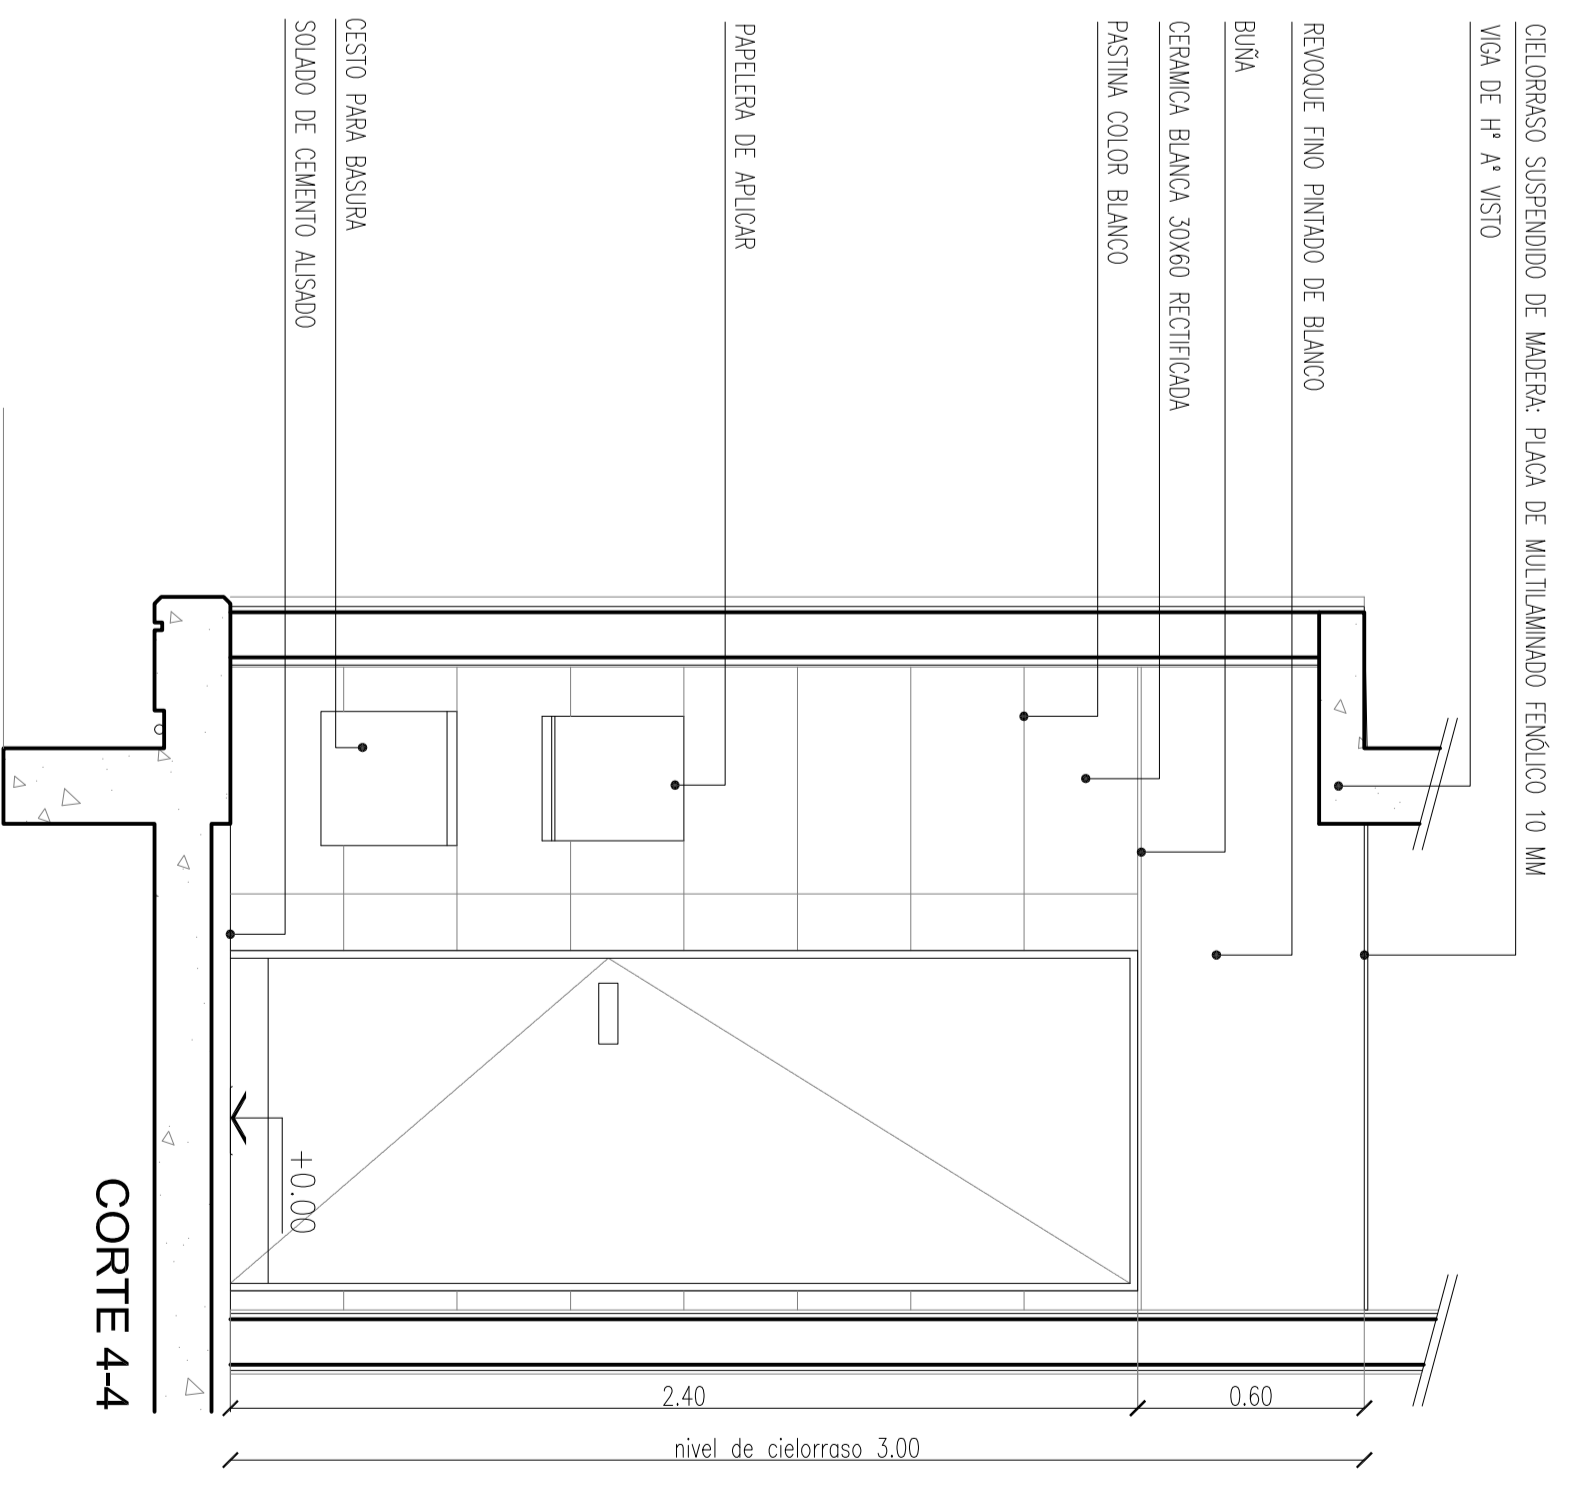 CIELORRASO SUSPENDIDO DE MADERA: PLACA DE MULTILAMINADO FENÓLICO 10 MM
VIGA DE Hº Aº VISTO
REVOQUE FINO PINTADO DE BLANCO
BUÑA
CERAMICA BLANCA 30X60 RECTIFICADA
PASTINA COLOR BLANCO
PAPELERA DE APLICAR
CESTO PARA BASURA
SOLADO DE CEMENTO ALISADO
+0.00
0.60
2.40
nivel de cielorraso 3.00
CORTE 4-4